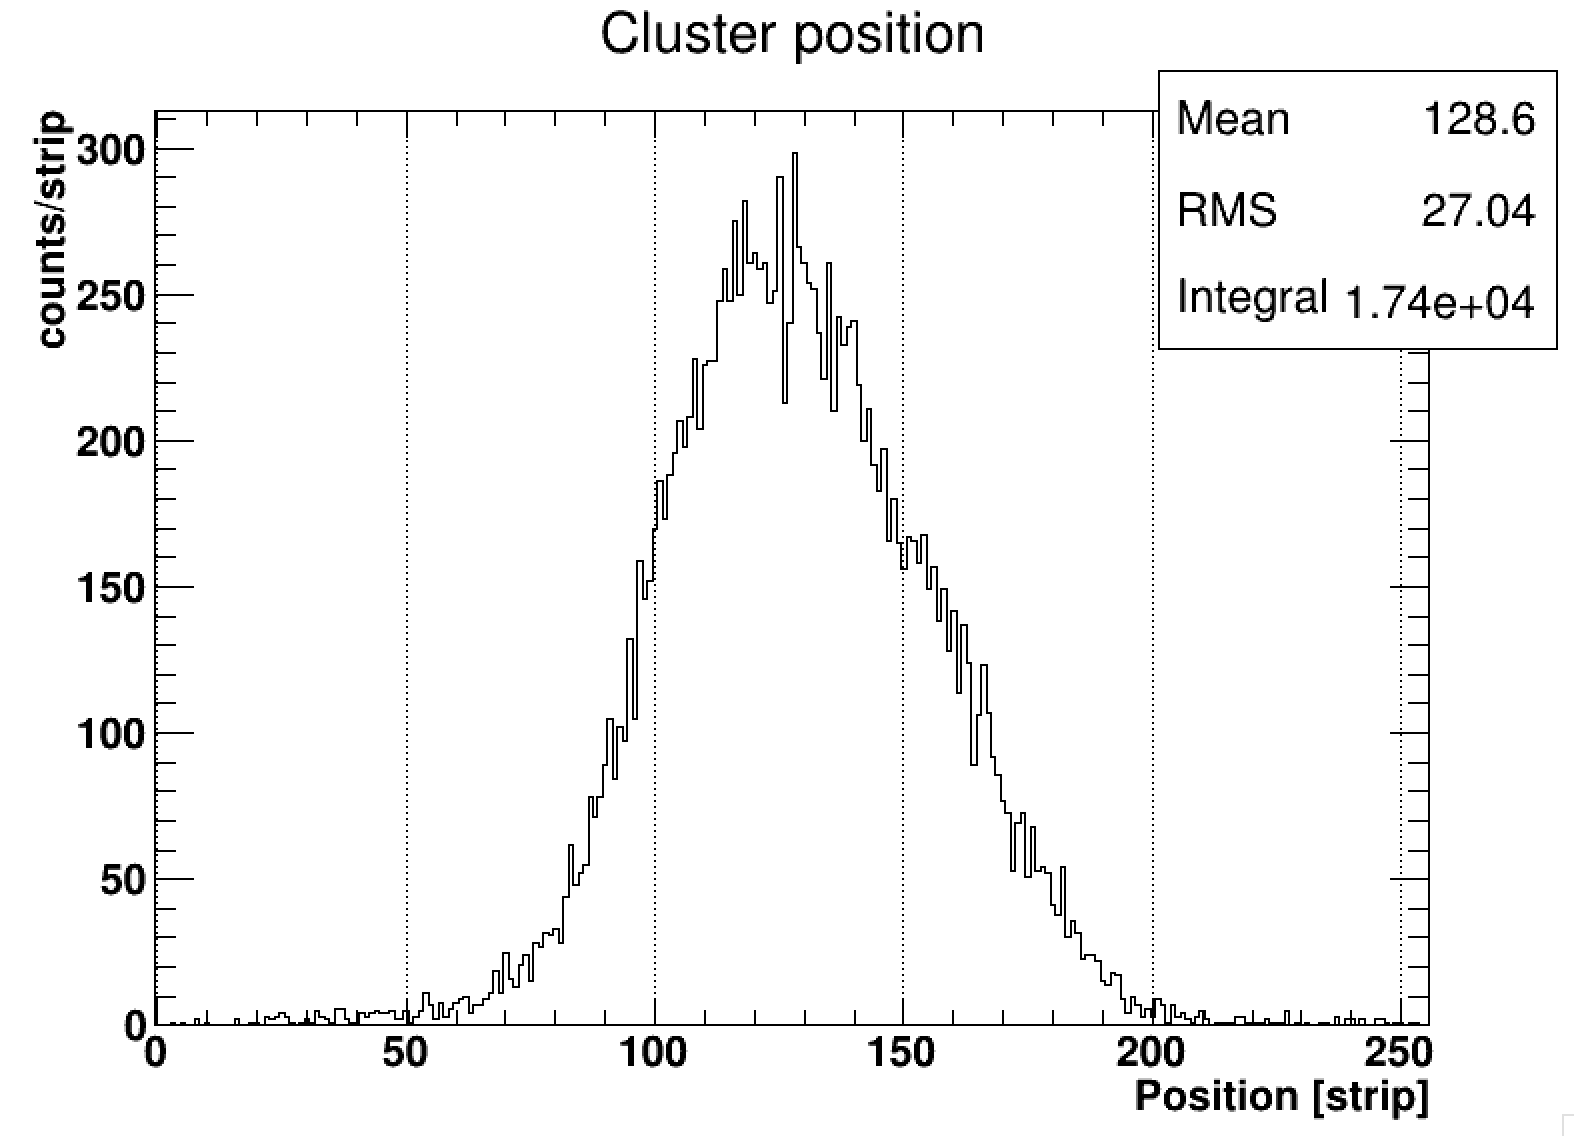 Cluster position
Mean 128.6
RMS 27.04
Integral 1.74e+04
counts/strip
300
250
200
150
100
50
0
0 50 100 150 200 250
Position [strip]